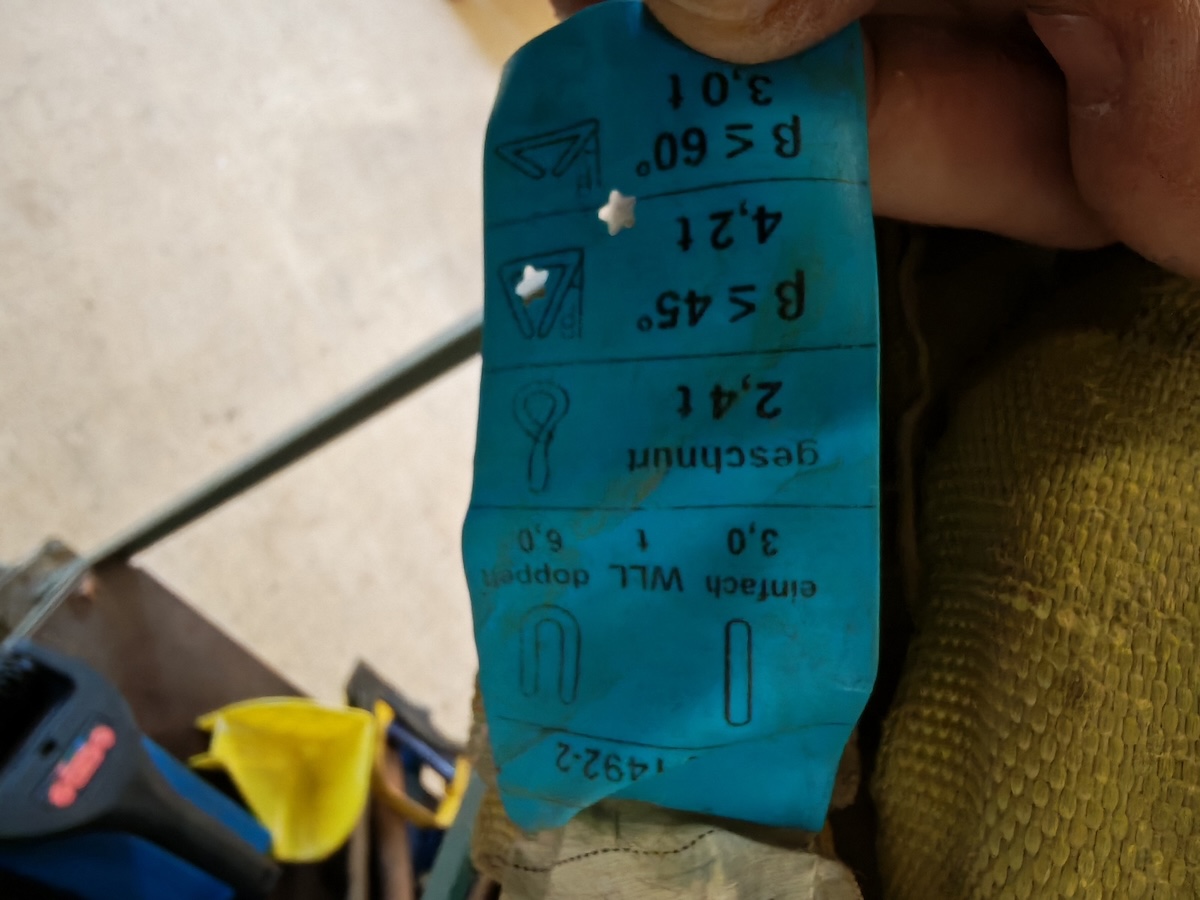 1492-2
einfach WLL doppelt
3,0 t 6,0
geschnürt
2,4 t
β ≤ 45°
4,2 t
β ≤ 60°
3,0 t